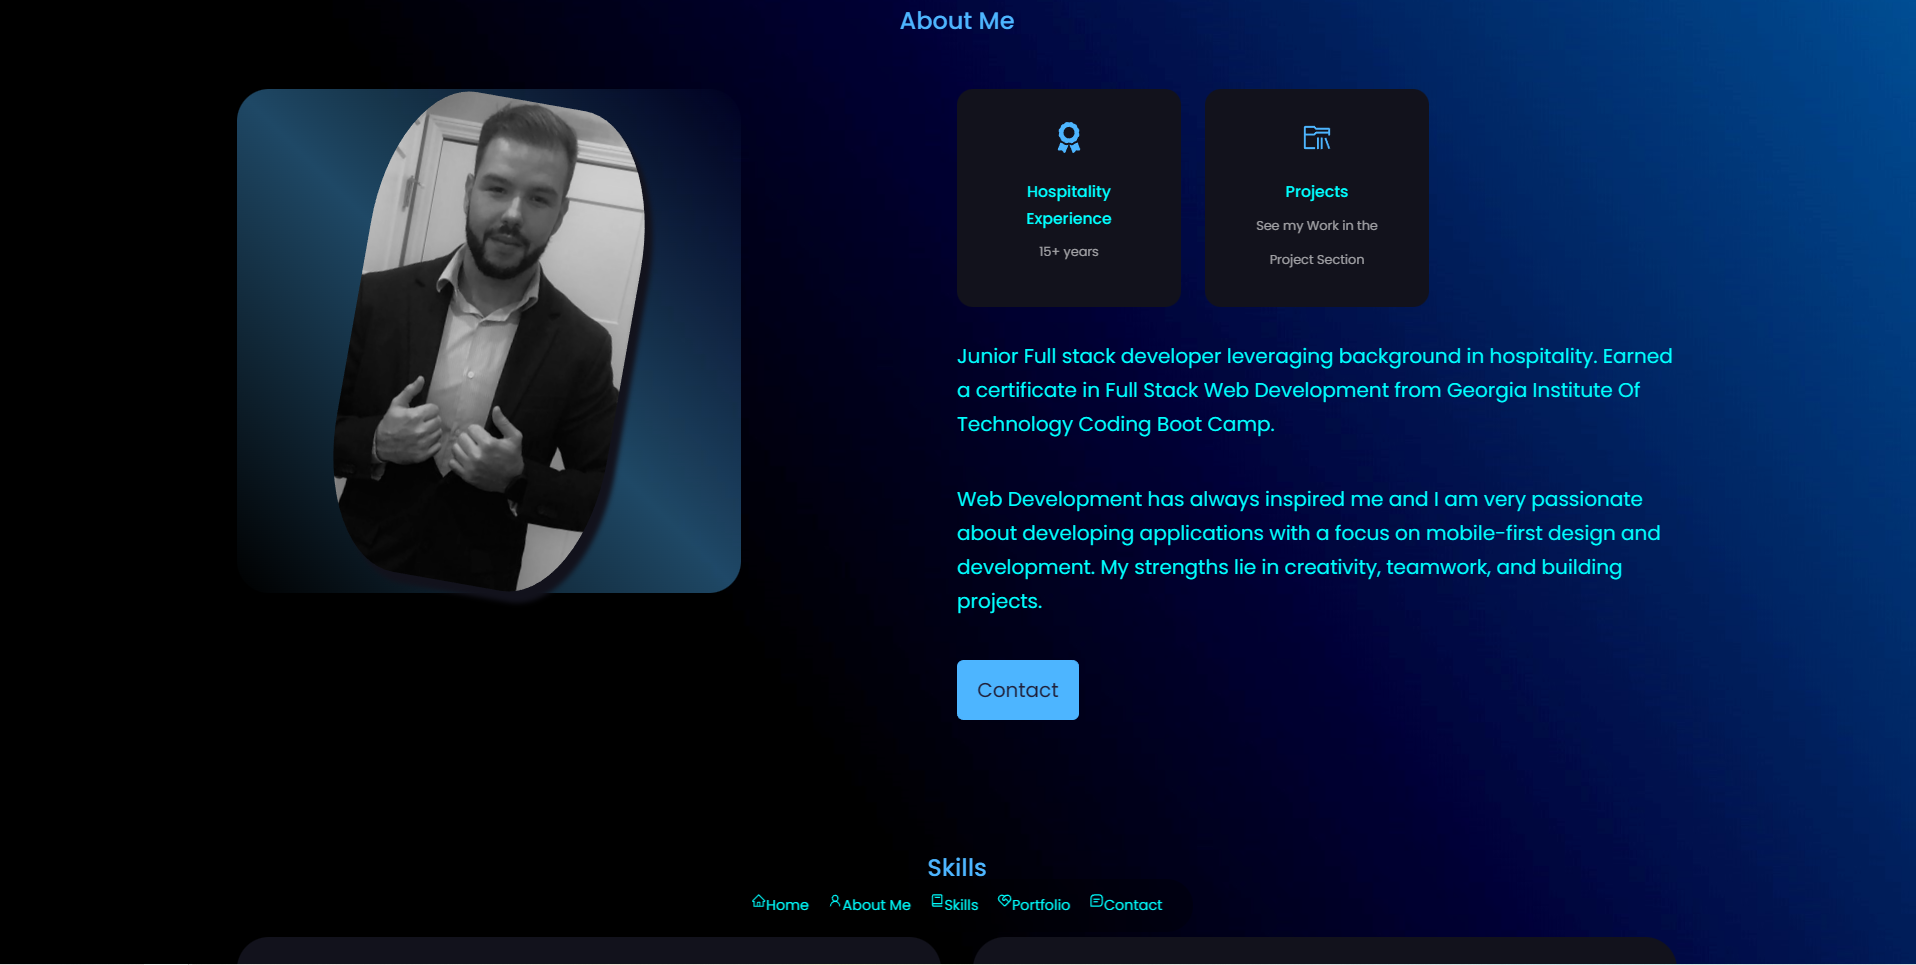 About Me
Hospitality
Experience
15+ years
Projects
See my Work in the
Project Section
Junior Full stack developer leveraging background in hospitality. Earned
a certificate in Full Stack Web Development from Georgia Institute Of
Technology Coding Boot Camp.
Web Development has always inspired me and I am very passionate
about developing applications with a focus on mobile-first design and
development. My strengths lie in creativity, teamwork, and building
projects.
Contact
Skills
Home About Me Skills Portfolio Contact